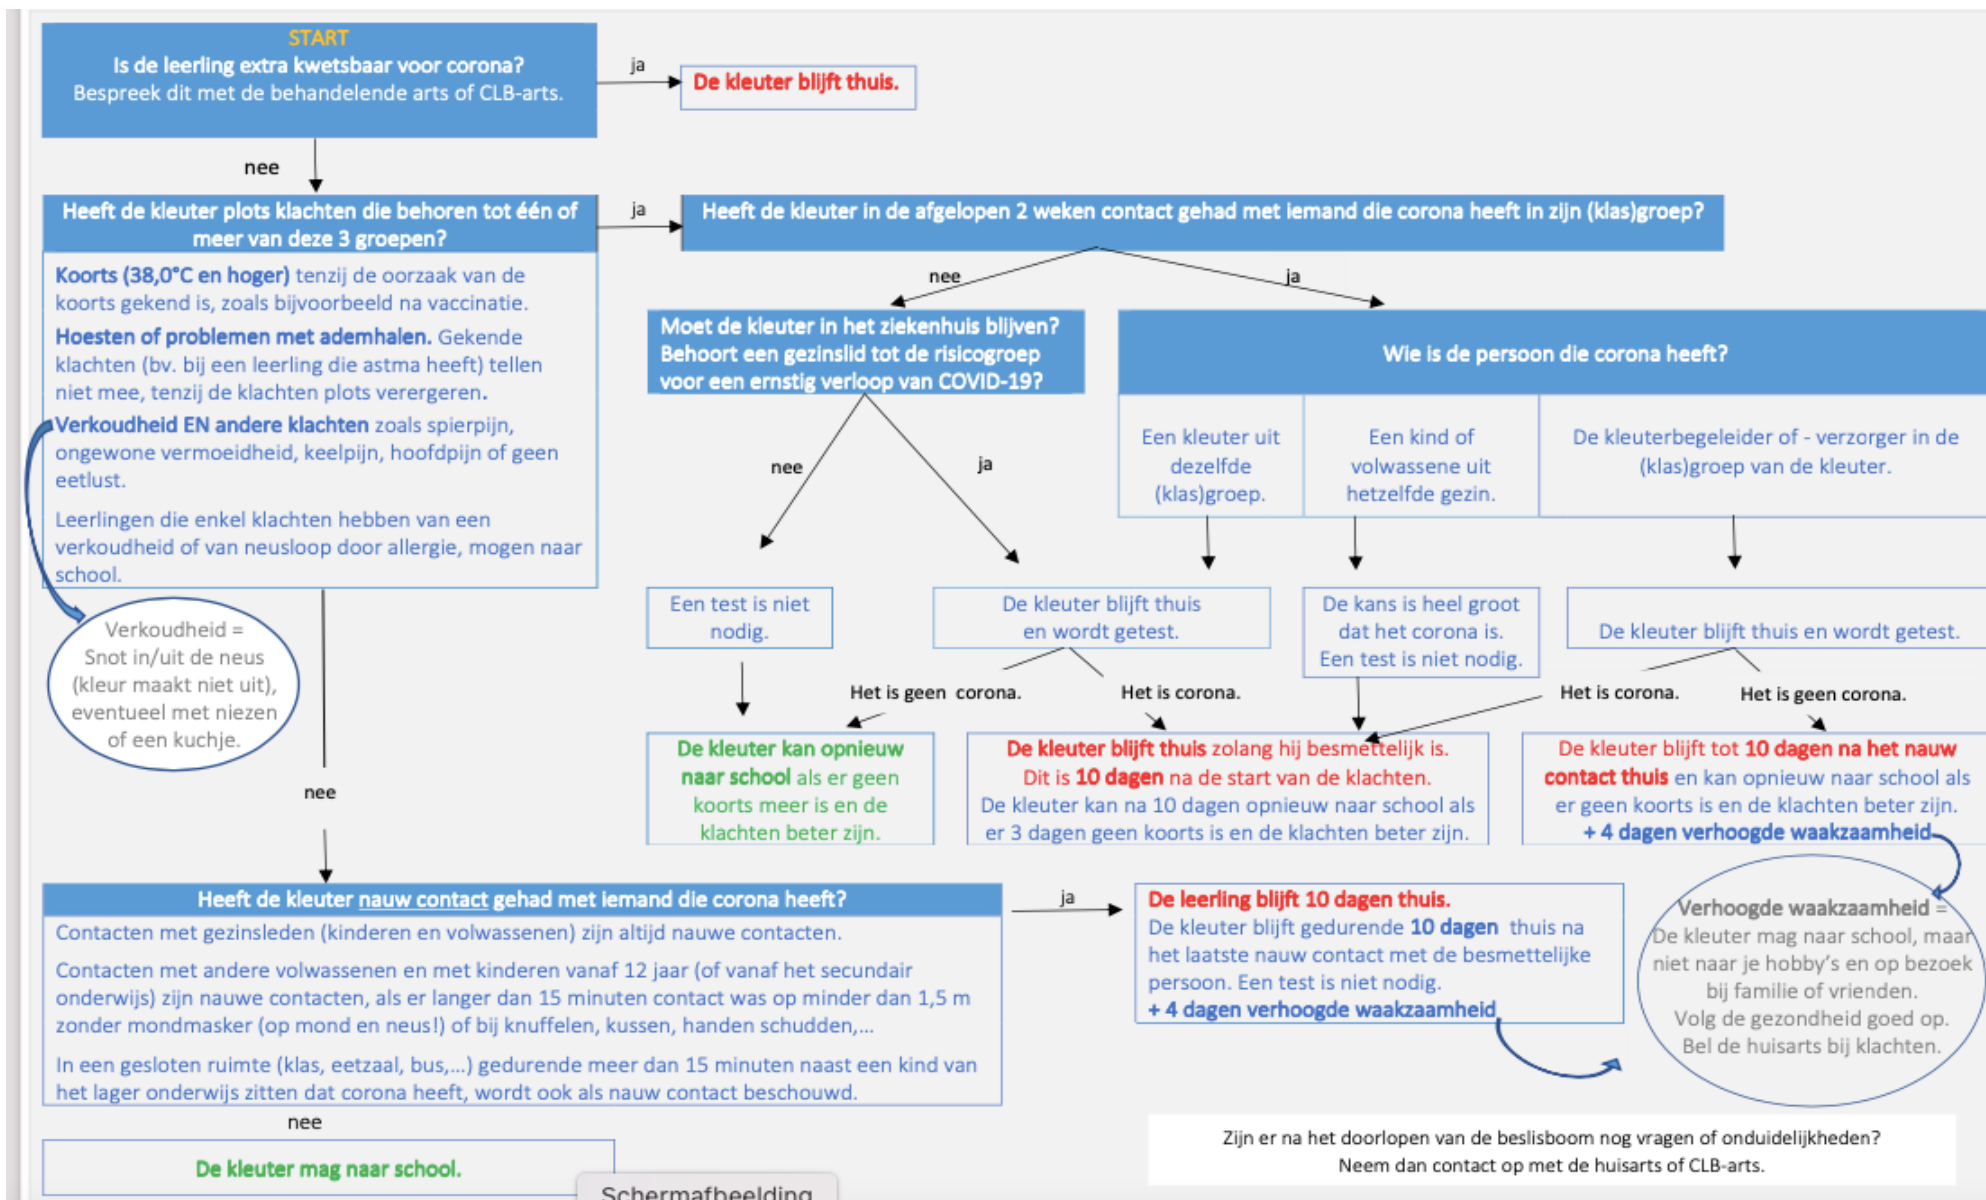 START
Is de leerling extra kwetsbaar voor corona?
Bespreek dit met de behandelende arts of CLB-arts.
ja
De kleuter blijft thuis.
nee
Heeft de kleuter plots klachten die behoren tot één of
meer van deze 3 groepen?
Koorts (38,0°C en hoger) tenzij de oorzaak van de
koorts gekend is, zoals bijvoorbeeld na vaccinatie.
Hoesten of problemen met ademhalen. Gekende
klachten (bv. bij een leerling die astma heeft) tellen
niet mee, tenzij de klachten plots verergeren.
Verkoudheid EN andere klachten zoals spierpijn,
ongewone vermoeidheid, keelpijn, hoofdpijn of geen
eetlust.
Leerlingen die enkel klachten hebben van een
verkoudheid of van neusloop door allergie, mogen naar
school.
Verkoudheid =
Snot in/uit de neus
(kleur maakt niet uit),
eventueel met niezen
of een kuchje.
ja
Heeft de kleuter in de afgelopen 2 weken contact gehad met iemand die corona heeft in zijn (klas)groep?
nee
ja
Moet de kleuter in het ziekenhuis blijven?
Behoort een gezinslid tot de risicogroep
voor een ernstig verloop van COVID-19?
Wie is de persoon die corona heeft?
Een kleuter uit
dezelfde
(klas)groep.
Een kind of
volwassene uit
hetzelfde gezin.
De kleuterbegeleider of - verzorger in de
(klas)groep van de kleuter.
nee
ja
Een test is niet
nodig.
De kleuter blijft thuis
en wordt getest.
De kans is heel groot
dat het corona is.
Een test is niet nodig.
De kleuter blijft thuis en wordt getest.
Het is geen corona.
Het is corona.
Het is corona.
Het is geen corona.
De kleuter kan opnieuw
naar school als er geen
koorts meer is en de
klachten beter zijn.
De kleuter blijft thuis zolang hij besmettelijk is.
Dit is 10 dagen na de start van de klachten.
De kleuter kan na 10 dagen opnieuw naar school als
er 3 dagen geen koorts is en de klachten beter zijn.
De kleuter blijft tot 10 dagen na het nauw
contact thuis en kan opnieuw naar school als
er geen koorts is en de klachten beter zijn.
+ 4 dagen verhoogde waakzaamheid
nee
Heeft de kleuter nauw contact gehad met iemand die corona heeft?
Contacten met gezinsleden (kinderen en volwassenen) zijn altijd nauwe contacten.
Contacten met andere volwassenen en met kinderen vanaf 12 jaar (of vanaf het secundair
onderwijs) zijn nauwe contacten, als er langer dan 15 minuten contact was op minder dan 1,5 m
zonder mondmasker (op mond en neus!) of bij knuffelen, kussen, handen schudden,...
In een gesloten ruimte (klas, eetzaal, bus,...) gedurende meer dan 15 minuten naast een kind van
het lager onderwijs zitten dat corona heeft, wordt ook als nauw contact beschouwd.
ja
De leerling blijft 10 dagen thuis.
De kleuter blijft gedurende 10 dagen thuis na
het laatste nauw contact met de besmettelijke
persoon. Een test is niet nodig.
+ 4 dagen verhoogde waakzaamheid
Verhoogde waakzaamheid =
De kleuter mag naar school, maar
niet naar je hobby's en op bezoek
bij familie of vrienden.
Volg de gezondheid goed op.
Bel de huisarts bij klachten.
nee
De kleuter mag naar school.
Zijn er na het doorlopen van de beslisboom nog vragen of onduidelijkheden?
Neem dan contact op met de huisarts of CLB-arts.
Schermafbeelding